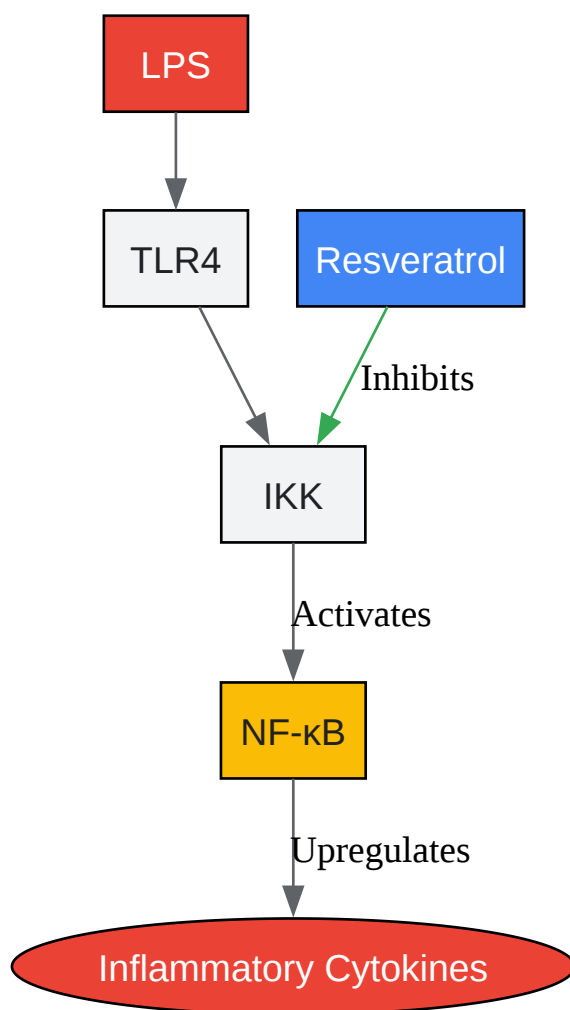 LPS
TLR4
Resveratrol
Inhibits
IKK
Activates
NF-κB
Upregulates
Inflammatory Cytokines